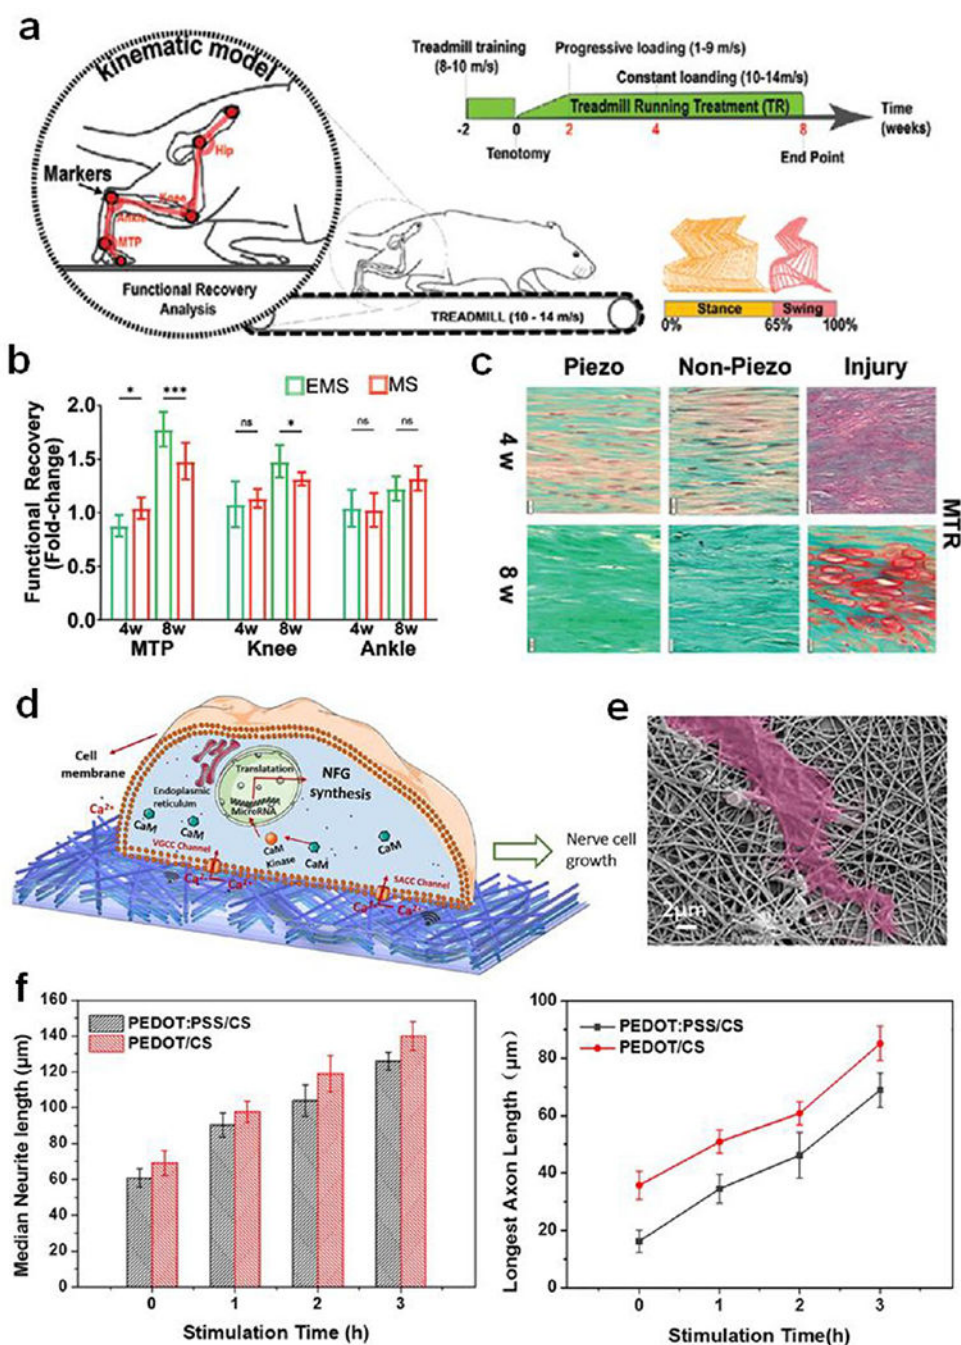 a
kinematic model
Markers
Hip
Knee
Ankle
MTP
Functional Recovery
Analysis
Treadmill training
(8-10 m/s)
Progressive loading (1-9 m/s)
Constant loanding (10-14m/s)
Treadmill Running Treatment (TR)
Time
(weeks)
-2 0 2 4 8
Tenotomy
End Point
TREADMILL (10 - 14 m/s)
Stance Swing
0% 65% 100%
b
EMS MS
Functional Recovery
(Fold-change)
2.0
1.5
1.0
0.5
0.0
* *** ns * ns ns
4w 8w 4w 8w 4w 8w
MTP Knee Ankle
c
Piezo Non-Piezo Injury
4 w
8 w
MTR
d
Cell
membrane
Ca2+
Endoplasmic
reticulum
Translatation
MicroRNA
NFG
synthesis
CaM
CaM
CaM
Kinase
CaM
CaM
VGCC Channel
SACC Channel
Ca2+
Ca2+
Ca2+
Ca2+
Nerve cell
growth
e
2μm
f
Median Neurite length (μm)
160
140
120
100
80
60
40
20
0
PEDOT:PSS/CS
PEDOT/CS
0 1 2 3
Stimulation Time (h)
Longest Axon Length (μm)
100
80
60
40
20
0
PEDOT:PSS/CS
PEDOT/CS
0 1 2 3
Stimulation Time(h)